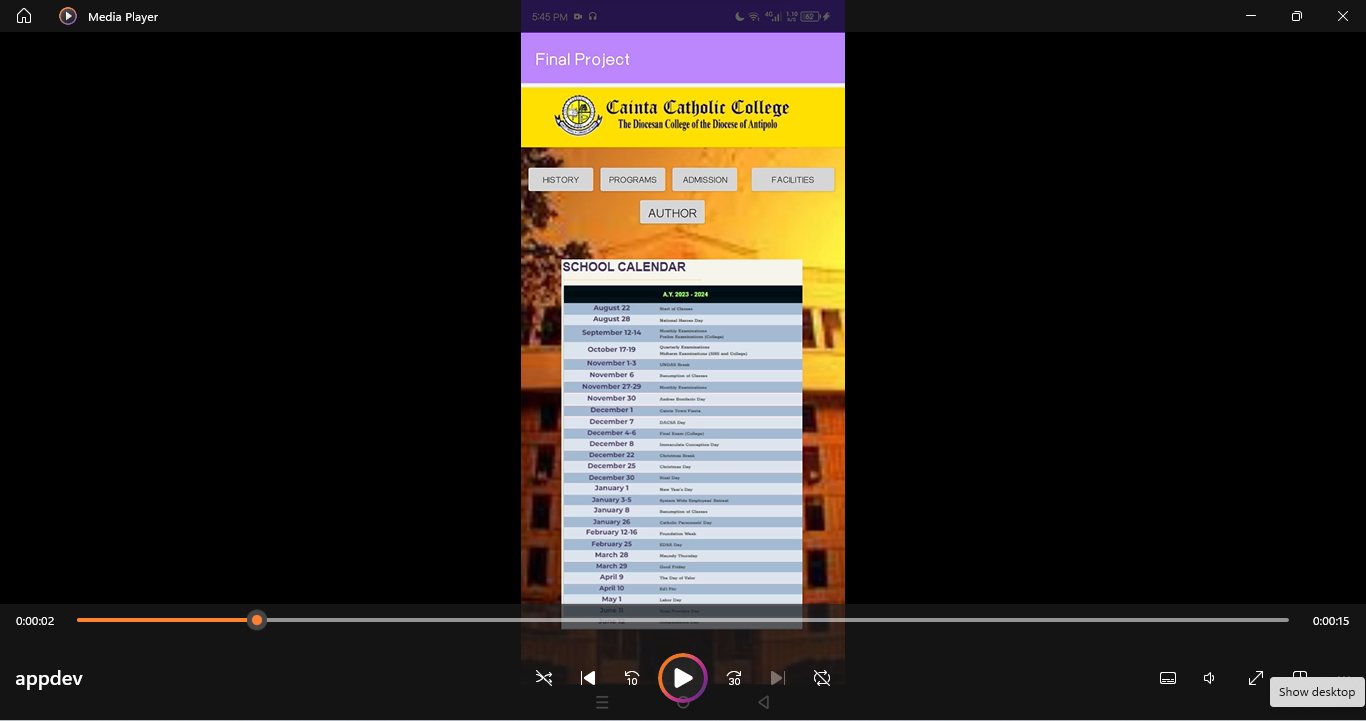 Media Player
5:45 PM
Final Project
Cainta Catholic College
The Diocesan College of the Diocese of Antipolo
HISTORY PROGRAMS ADMISSION FACILITIES
AUTHOR
SCHOOL CALENDAR
A.Y. 2023 - 2024
August 22 Start of Classes
August 28 National Heroes Day
September 12-14 Monthly Examinations
Prelim Examinations (College)
October 17-19 Quarterly Examinations
Midterm Examinations (SHS and College)
November 1-3 UNDAS Break
November 6 Resumption of Classes
November 27-29 Monthly Examinations
November 30 Andres Bonifacio Day
December 1 Cainta Town Fiesta
December 7 Day
December 4-6 Final Exam (College)
December 8 Immaculate Conception Day
December 22 Christmas Break
December 25 Christmas Day
December 30 Rizal Day
January 1 New Year's Day
January 3-5 System-Wide Employees' Retreat
January 8 Resumption of Classes
January 26 Catholic Day
February 12-16 Foundation Week
February 25 EDSA Day
March 28 Maundy Thursday
March 29 Good Friday
April 9 The Day of Valor
April 10 Eid
May 1 Labor Day
June 11
June 12
0:00:02 0:00:15
appdev
10 30
Show desktop